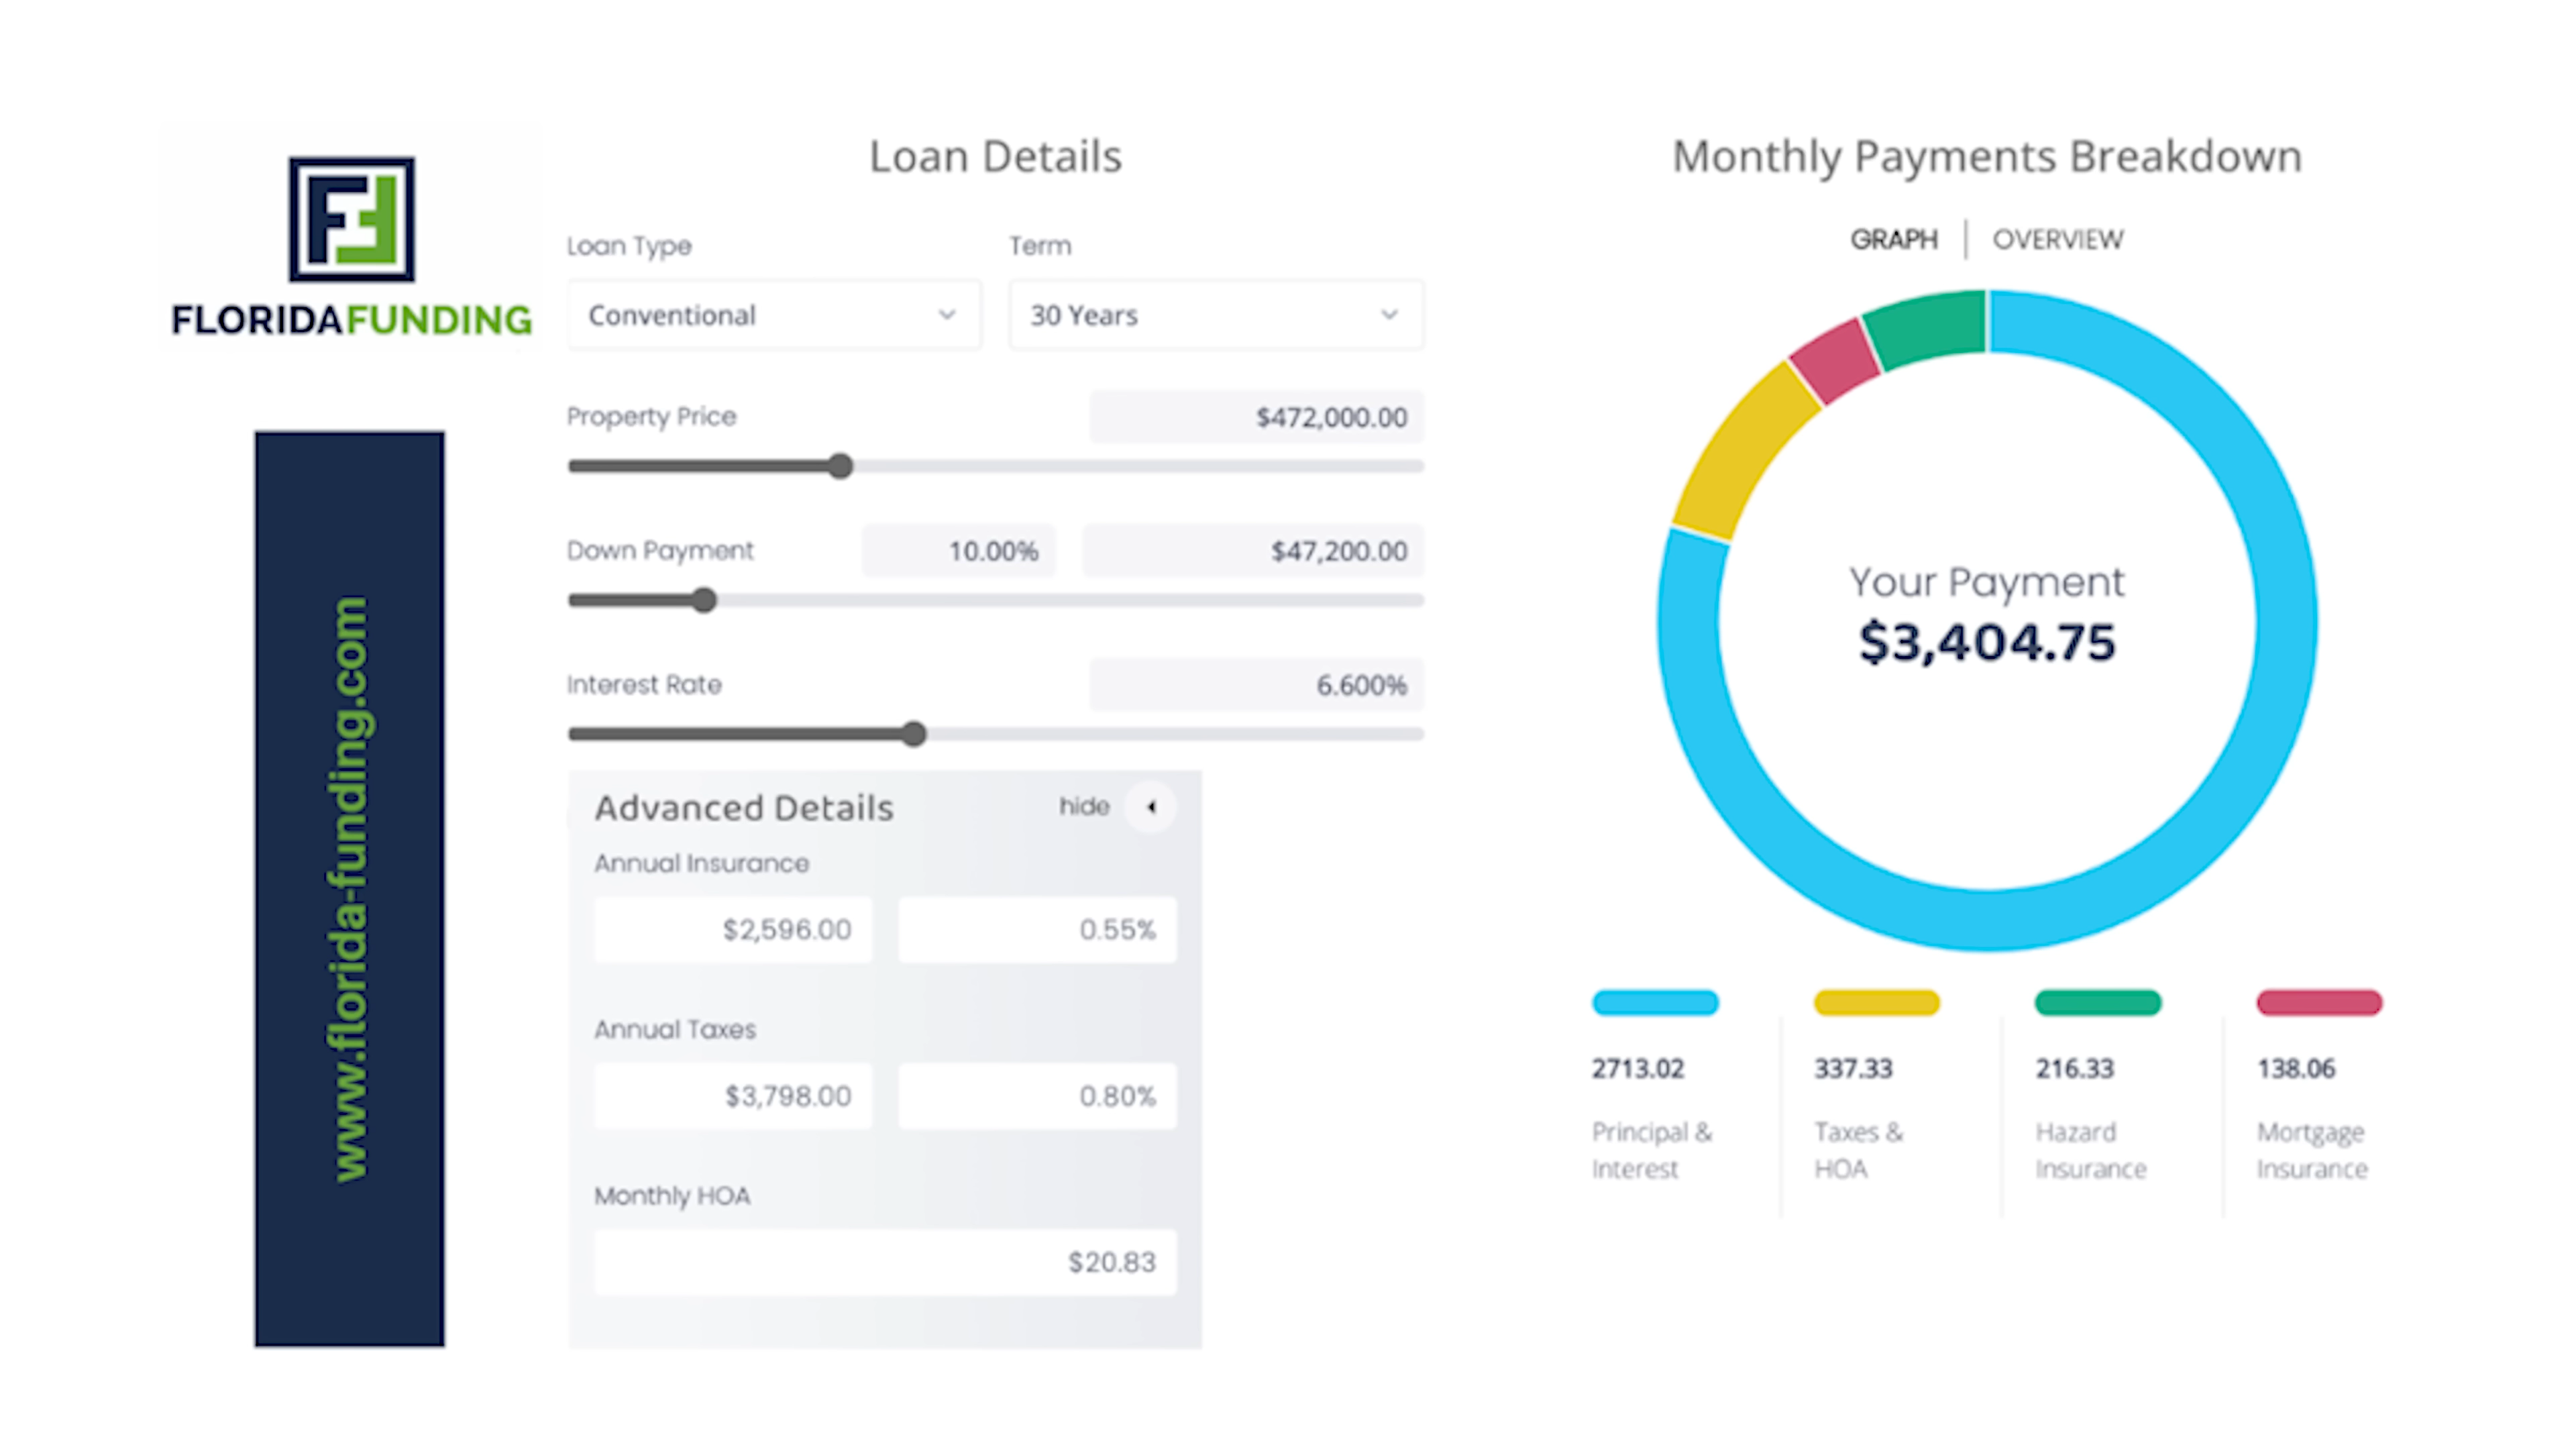 FLORIDAFUNDING
www.florida-funding.com
Loan Details
Loan Type
Term
Conventional
30 Years
Property Price
$472,000.00
Down Payment
10.00%
$47,200.00
Interest Rate
6.600%
Advanced Details
hide
Annual Insurance
$2,596.00
0.55%
Annual Taxes
$3,798.00
0.80%
Monthly HOA
$20.83
Monthly Payments Breakdown
GRAPH | OVERVIEW
Your Payment
$3,404.75
2713.02
Principal &
Interest
337.33
Taxes &
HOA
216.33
Hazard
Insurance
138.06
Mortgage
Insurance